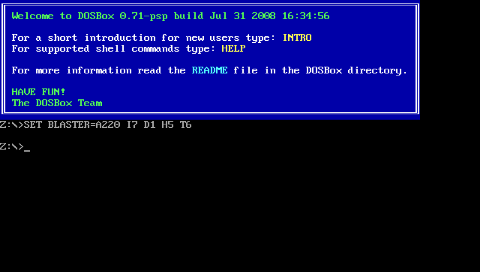 Welcome to DOSBox 0.71-psp build Jul 31 2008 16:34:56
For a short introduction for new users type: INTRO
For supported shell commands type: HELP
For more information read the README file in the DOSBox directory.
HAVE FUN!
The DOSBox Team
Z:\>SET BLASTER=A220 I7 D1 H5 T6
Z:\>_